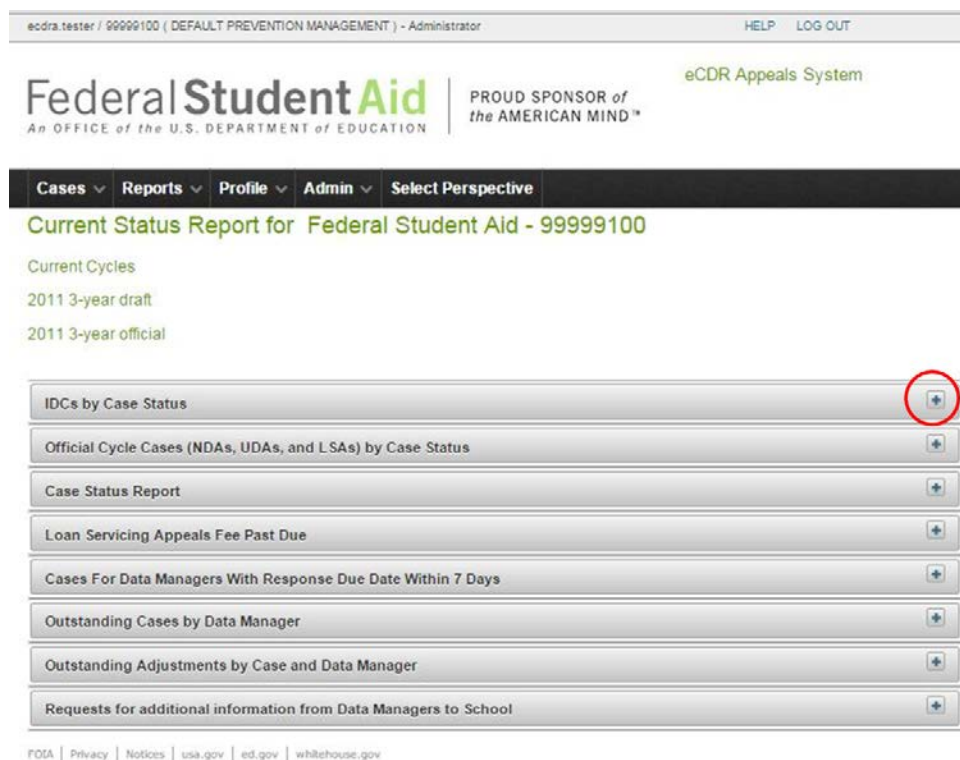 ecdra.tester / 99999100 ( DEFAULT PREVENTION MANAGEMENT ) - Administrator HELP LOG OUT
eCDR Appeals System
Federal Student Aid
An OFFICE of the U.S. DEPARTMENT of EDUCATION
PROUD SPONSOR of
the AMERICAN MIND™
Cases Reports Profile Admin Select Perspective
Current Status Report for Federal Student Aid - 99999100
Current Cycles
2011 3-year draft
2011 3-year official
IDCs by Case Status
Official Cycle Cases (NDAs, UDAs, and LSAs) by Case Status
Case Status Report
Loan Servicing Appeals Fee Past Due
Cases For Data Managers With Response Due Date Within 7 Days
Outstanding Cases by Data Manager
Outstanding Adjustments by Case and Data Manager
Requests for additional information from Data Managers to School
FOIA | Privacy | Notices | usa.gov | ed.gov | whitehouse.gov